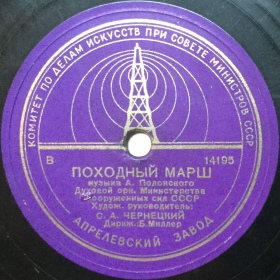 КОМИТЕТ ПО ДЕЛАМ ИСКУССТВ ПРИ СОВЕТЕ МИНИСТРОВ СССР
В 14195
ПОХОДНЫЙ МАРШ
музыка А. Половского
Духовой орк. Министерства
Вооруженных сил СССР
Худож. руководитель:
С. А. ЧЕРНЕЦКИЙ
Дириж. Б. Миллер
АПРЕЛЕВСКИЙ ЗАВОД